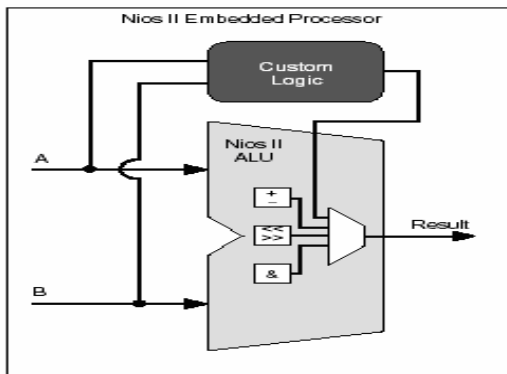 Nios II Embedded Processor
Custom
Logic
Nios II
ALU
A
+
−
<<
>>
Result
&
B